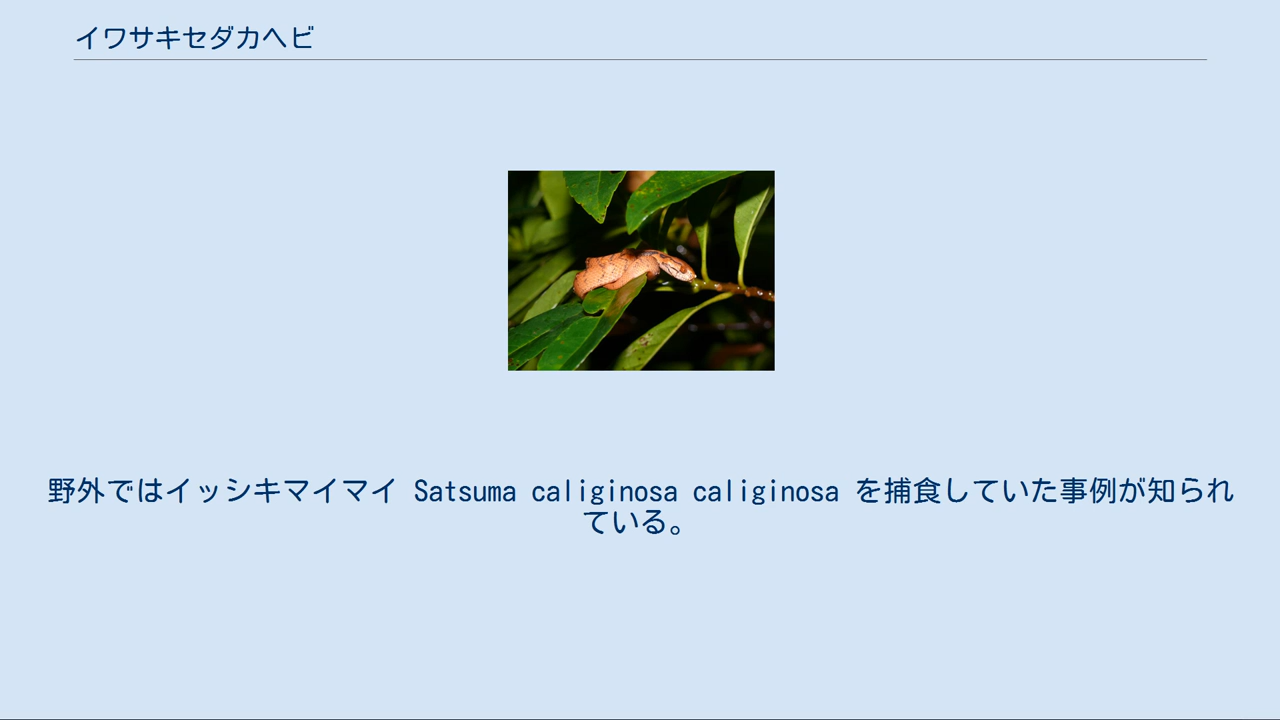 イワサキセダカヘビ
野外ではイッシキマイマイ Satsuma caliginosa caliginosa を捕食していた事例が知られ
ている。